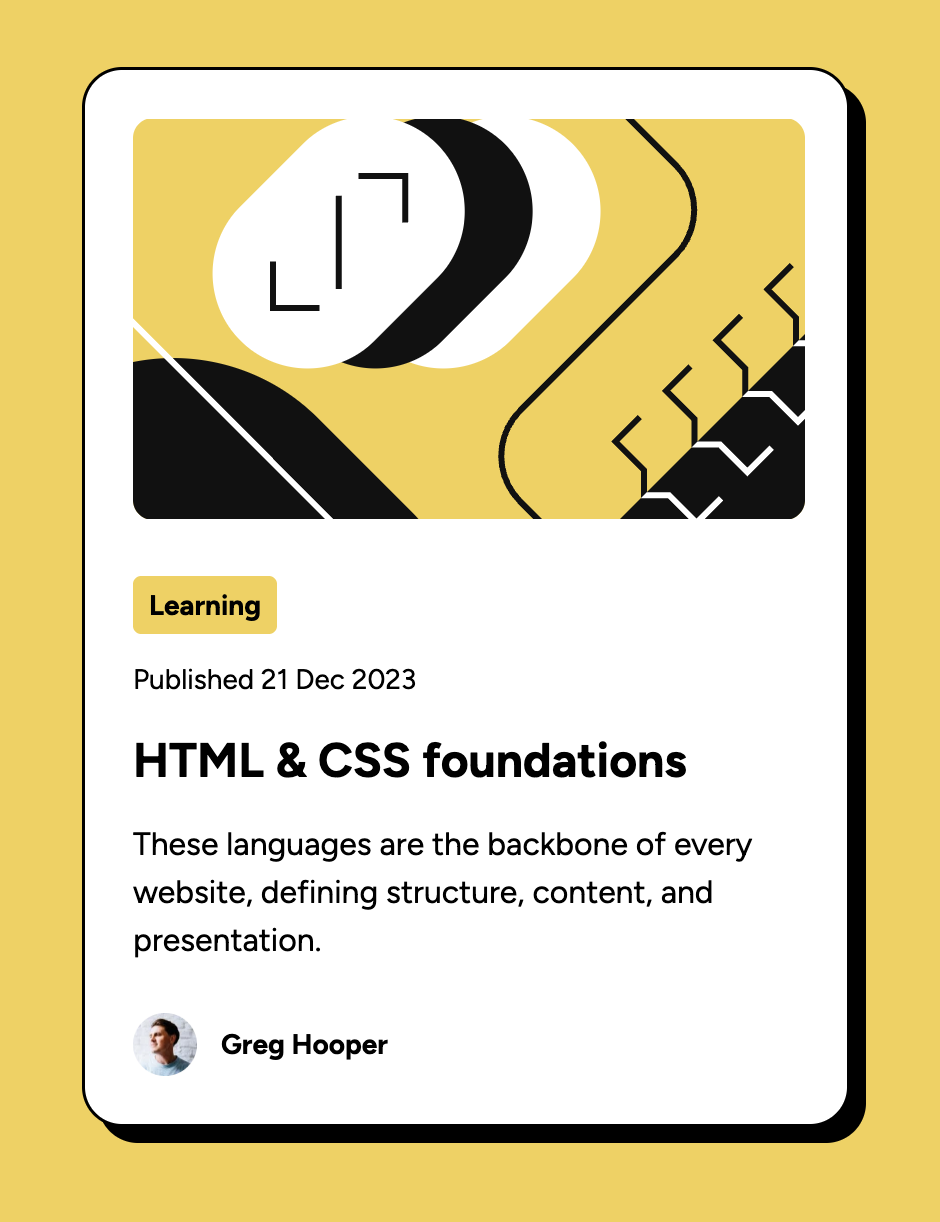 Learning
Published 21 Dec 2023
HTML & CSS foundations
These languages are the backbone of every
website, defining structure, content, and
presentation.
Greg Hooper